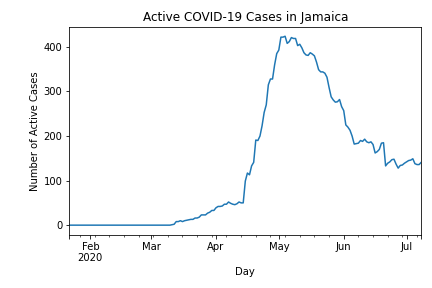 Active COVID-19 Cases in Jamaica
Number of Active Cases
400
300
200
100
0
Feb
2020
Mar
Apr
May
Jun
Jul
Day